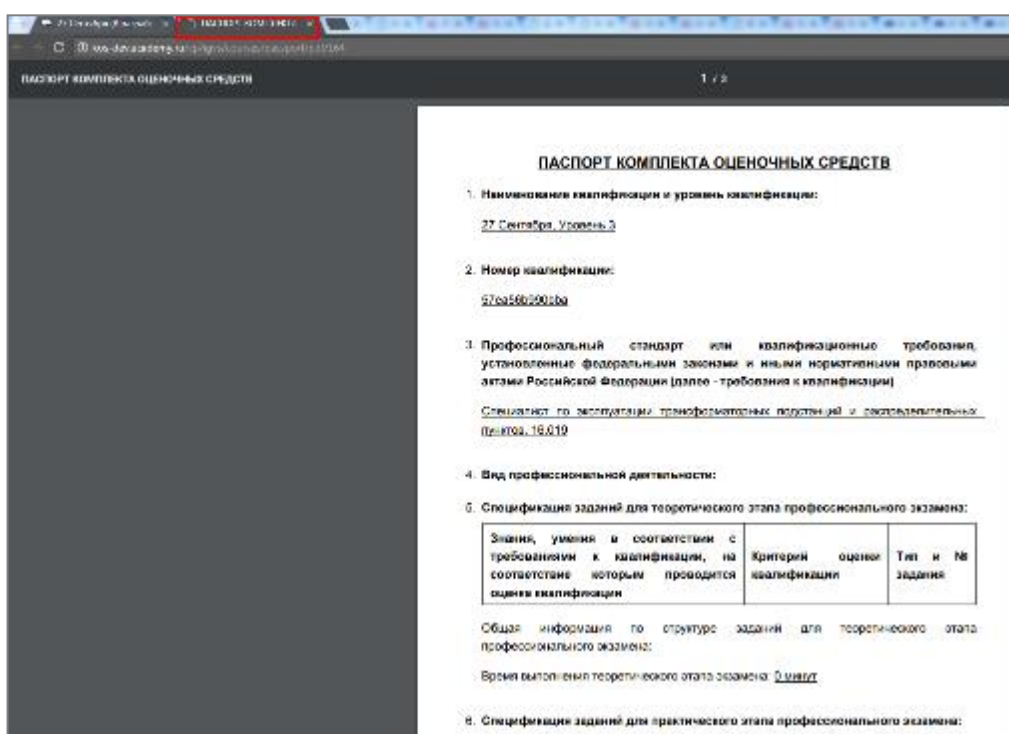 ПАСПОРТ КОМПЛЕКТА
ПАСПОРТ КОМПЛЕКТА ОЦЕНОЧНЫХ СРЕДСТВ
1 / 3
ПАСПОРТ КОМПЛЕКТА ОЦЕНОЧНЫХ СРЕДСТВ
1. Наименование квалификации и уровень квалификации:
27 Сентября, Уровень 3
2. Номер квалификации:
3. Профессиональный стандарт или квалификационные требования,
установленные федеральными законами и иными нормативными правовыми
актами Российской Федерации (далее - требования к квалификации)
Специалист по эксплуатации трансформаторных подстанций и распределительных
пунктов, 16.019
4. Вид профессиональной деятельности:
5. Спецификация заданий для теоретического этапа профессионального экзамена:
Знания, умения в соответствии с
требованиями к квалификации, на
соответствие которым проводится
оценка квалификации
Критерий оценки
квалификации
Тип и №
задания
Общая информация по структуре заданий для теоретического этапа
профессионального экзамена:
Время выполнения теоретического этапа экзамена: 0 минут
6. Спецификация заданий для практического этапа профессионального экзамена: